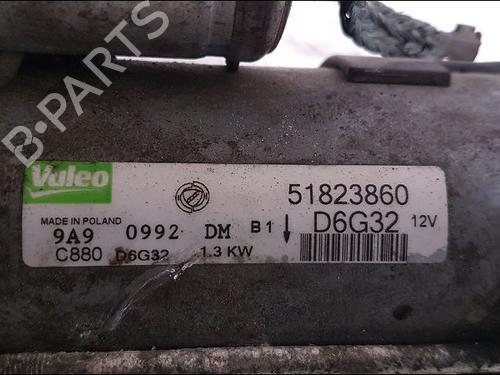 B-PARTS
Valeo
51823860
MADE IN POLAND
9A9 0992 DM B1 D6G32 12V
C880 D6G32 1.3 KW